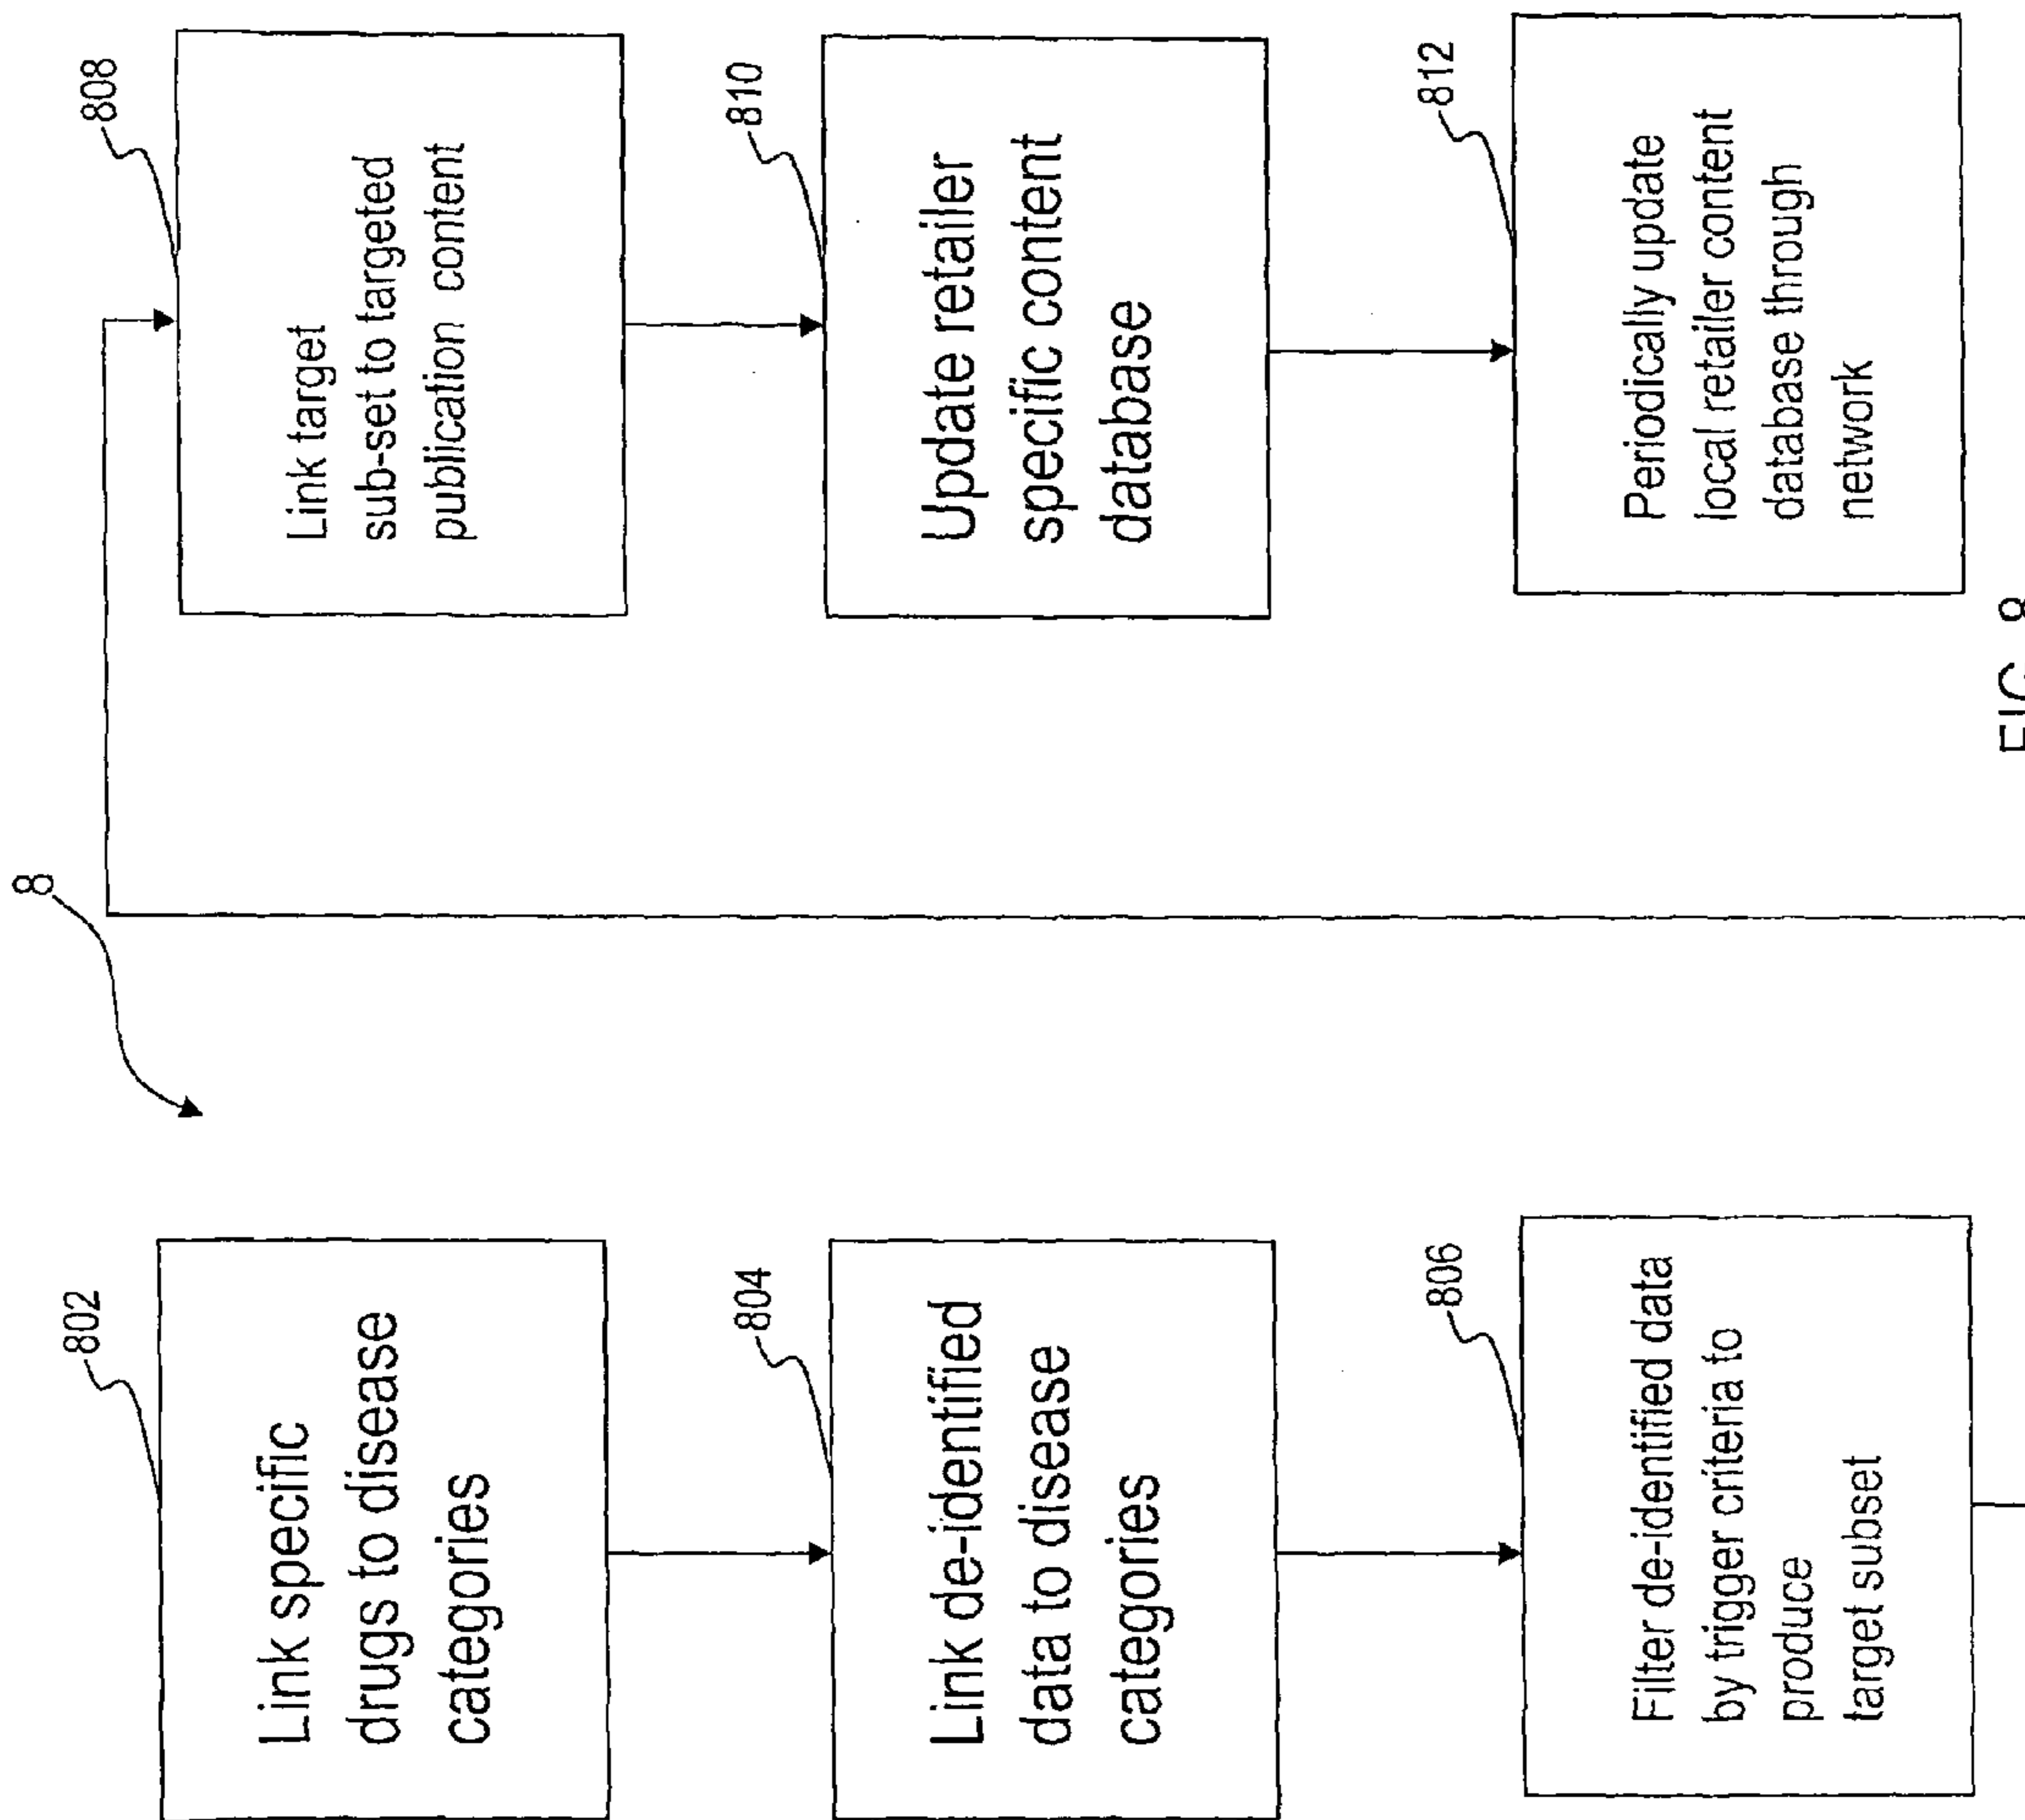 8
802
Link specific
drugs to disease
categories
804
Link de-identified
data to disease
categories
806
Filter de-identified data
by trigger criteria to
produce
target subset
808
Link target
sub-set to targeted
publication content
810
Update retailer
specific content
database
812
Periodically update
local retailer content
database through
network
FIG. 8